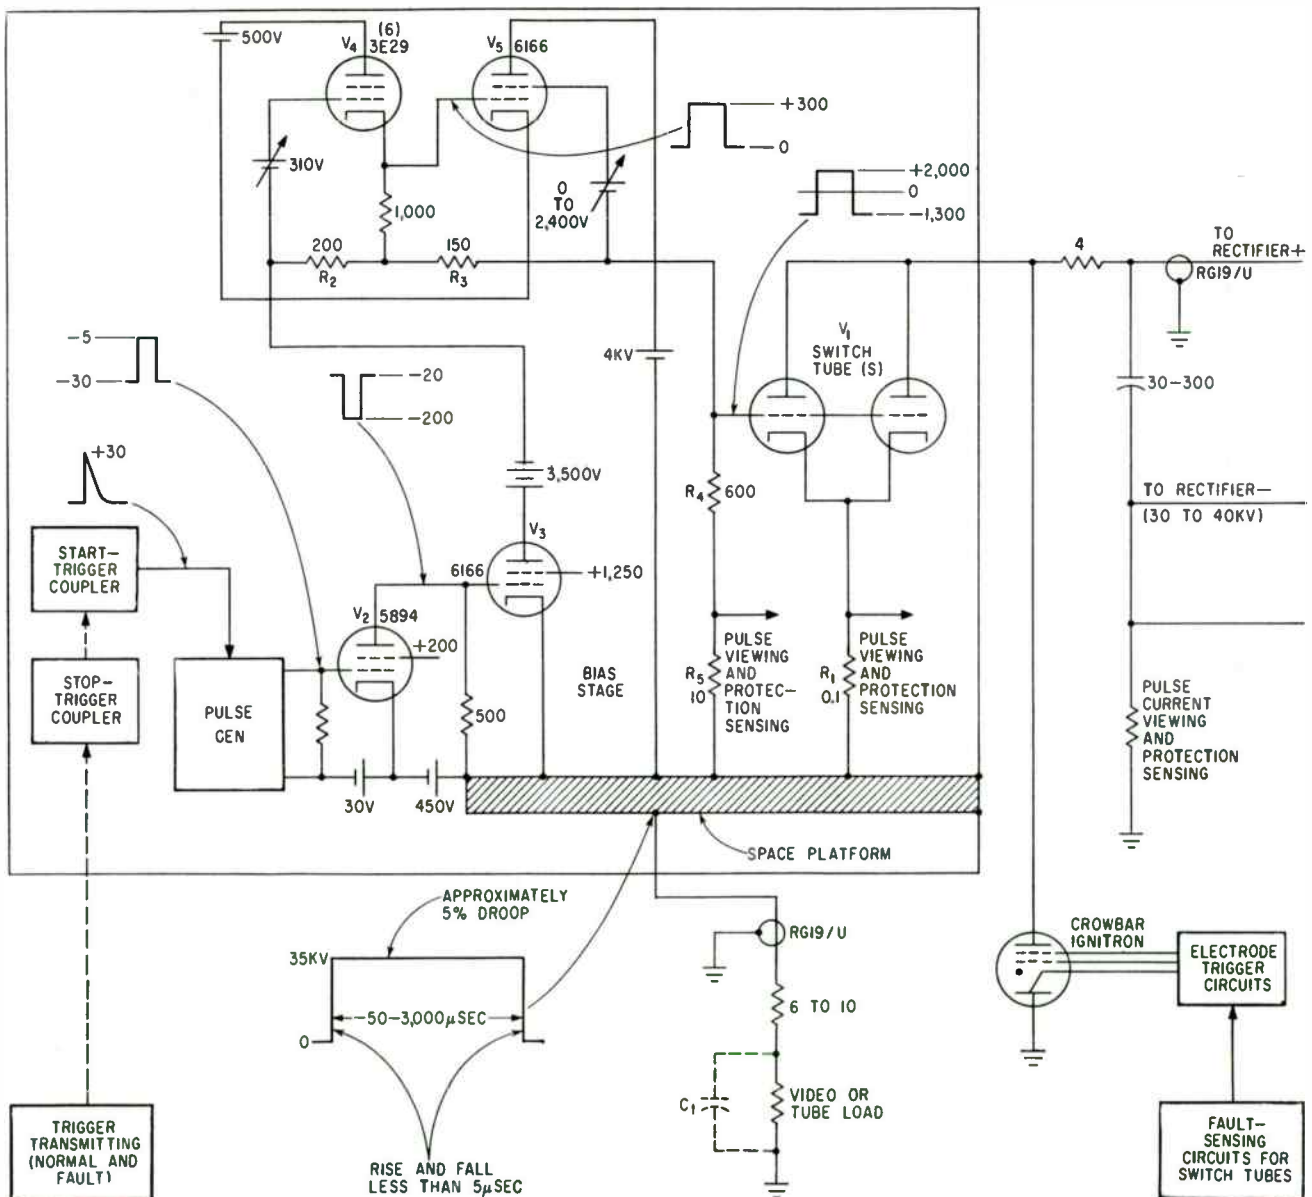 500V
(6)
3E29
V4
V5
6166
310V
1,000
0
TO
2,400V
200
R2
150
R3
+300
0
+2,000
0
−1,300
4
TO
RECTIFIER+
RG19/U
V1
SWITCH
TUBE (S)
4KV
30-300
−5
−30
−20
−200
+30
3,500V
R4
600
TO RECTIFIER−
(30 TO 40KV)
START-
TRIGGER
COUPLER
STOP-
TRIGGER
COUPLER
PULSE
GEN
V2
5894
+200
6166
V3
+1,250
500
BIAS
STAGE
R5
10
PULSE
VIEWING
AND
PROTEC-
TION
SENSING
R1
0.1
PULSE
VIEWING
AND
PROTECTION
SENSING
PULSE
CURRENT
VIEWING
AND
PROTECTION
SENSING
30V
450V
SPACE PLATFORM
APPROXIMATELY
5% DROOP
35KV
−50−3,000μSEC
0
RISE AND FALL
LESS THAN 5μSEC
RG19/U
6 TO 10
C1
VIDEO OR
TUBE LOAD
CROWBAR
IGNITRON
ELECTRODE
TRIGGER
CIRCUITS
TRIGGER
TRANSMITTING
(NORMAL AND
FAULT)
FAULT-
SENSING
CIRCUITS FOR
SWITCH TUBES